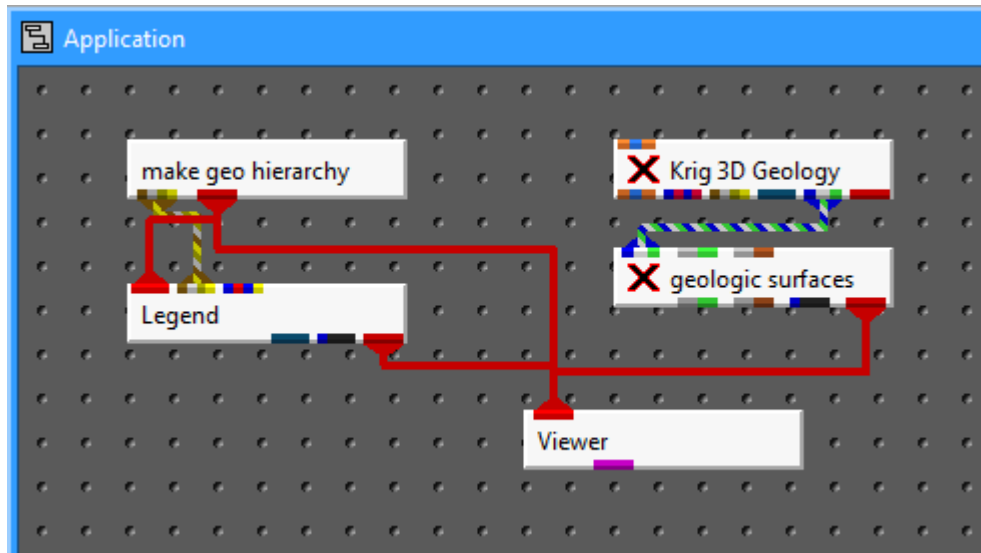 Application
make geo hierarchy
Krig 3D Geology
geologic surfaces
Legend
Viewer